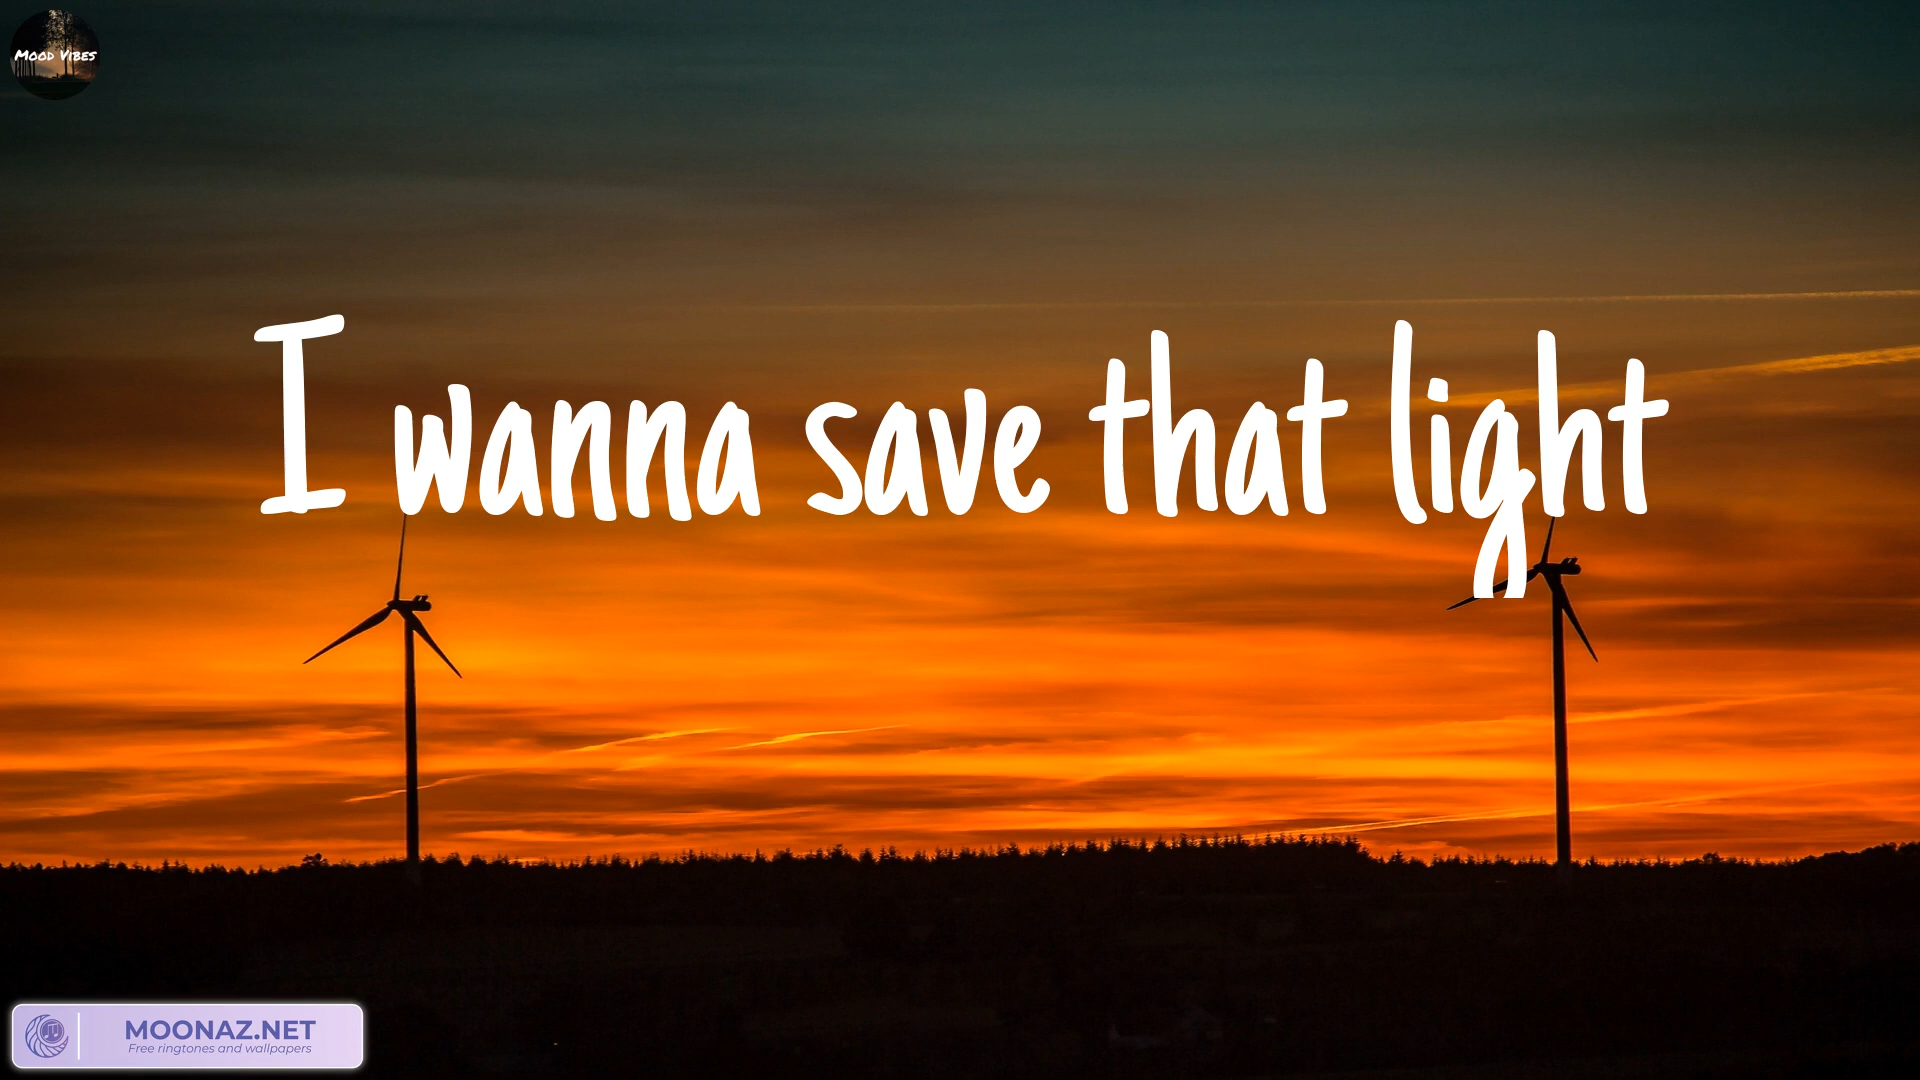 Mood Vibes
I wanna save that light
MOONAZ.NET
Free ringtones and wallpapers